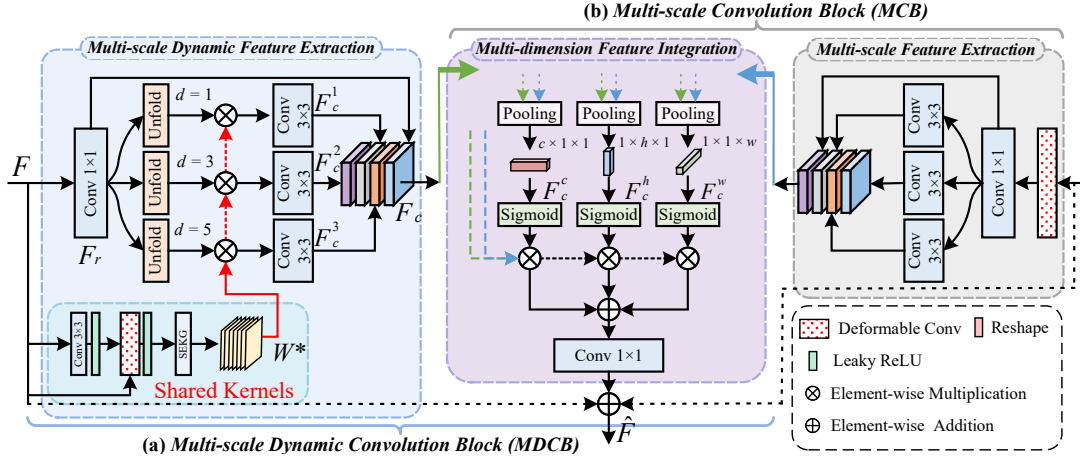 (b) Multi-scale Convolution Block (MCB)
Multi-scale Dynamic Feature Extraction
Multi-dimension Feature Integration
Multi-scale Feature Extraction
F
Conv 1×1
F_r
Unfold
d = 1
Conv 3×3
F_c^1
Unfold
d = 3
Conv 3×3
F_c^2
Unfold
d = 5
Conv 3×3
F_c^3
F_c
Conv 3×3
SEKG
W*
Shared Kernels
Pooling
Pooling
Pooling
c × 1 × 1
1 × h × 1
1 × 1 × w
F_c^c
F_c^h
F_c^w
Sigmoid
Sigmoid
Sigmoid
Conv 1×1
F̂
Conv 3×3
Conv 3×3
Conv 3×3
Conv 1×1
Deformable Conv
Reshape
Leaky ReLU
Element-wise Multiplication
Element-wise Addition
(a) Multi-scale Dynamic Convolution Block (MDCB)